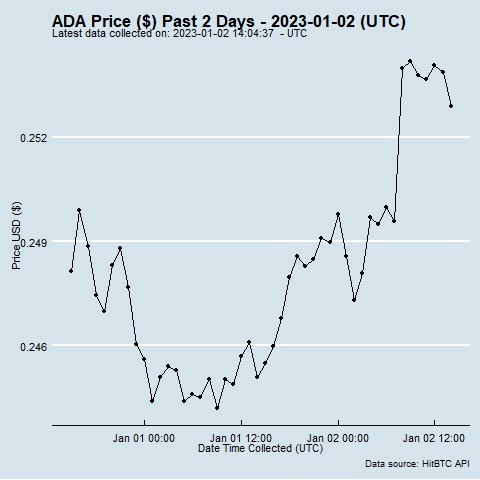 ADA Price ($) Past 2 Days - 2023-01-02 (UTC)
Latest data collected on: 2023-01-02 14:04:37  - UTC
0.252
0.249
0.246
Price USD ($)
Jan 01 00:00
Jan 01 12:00
Jan 02 00:00
Jan 02 12:00
Date Time Collected (UTC)
Data source: HitBTC API